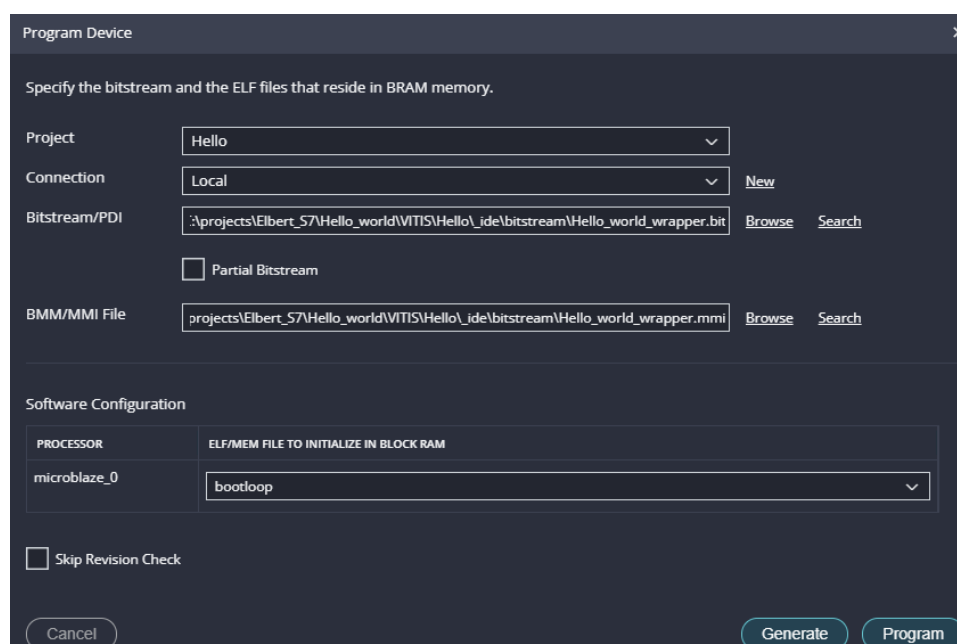 Program Device
Specify the bitstream and the ELF files that reside in BRAM memory.
Project Hello
Connection Local New
Bitstream/PDI :\projects\Elbert_S7\Hello_world\VITIS\Hello\_ide\bitstream\Hello_world_wrapper.bit Browse Search
Partial Bitstream
BMM/MMI File projects\Elbert_S7\Hello_world\VITIS\Hello\_ide\bitstream\Hello_world_wrapper.mmi Browse Search
Software Configuration
PROCESSOR ELF/MEM FILE TO INITIALIZE IN BLOCK RAM
microblaze_0 bootloop
Skip Revision Check
Cancel Generate Program